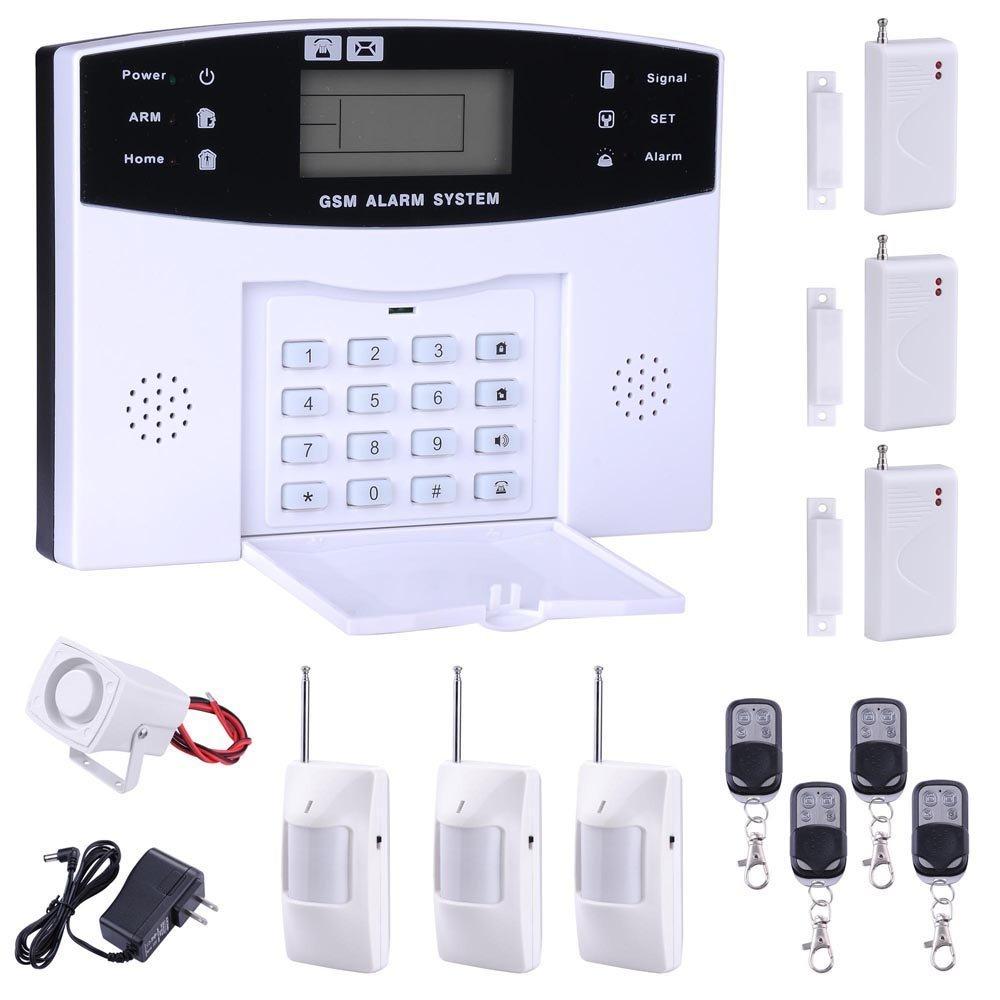 Power
Signal
ARM
SET
Home
Alarm
GSM ALARM SYSTEM
1 2 3
4 5 6
7 8 9
* 0 #